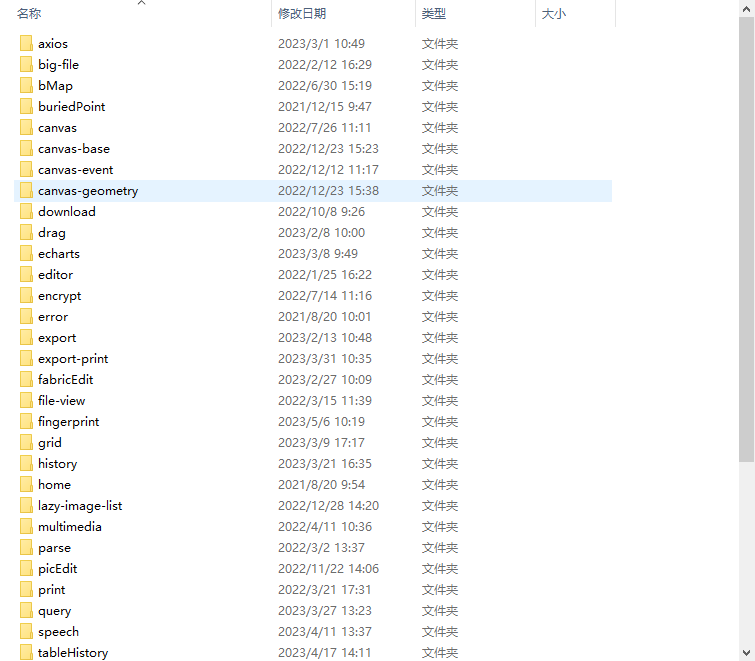 名称 修改日期 类型 大小
axios 2023/3/1 10:49 文件夹
big-file 2022/2/12 16:29 文件夹
bMap 2022/6/30 15:19 文件夹
buriedPoint 2021/12/15 9:47 文件夹
canvas 2022/7/26 11:11 文件夹
canvas-base 2022/12/23 15:23 文件夹
canvas-event 2022/12/12 11:17 文件夹
canvas-geometry 2022/12/23 15:38 文件夹
download 2022/10/8 9:26 文件夹
drag 2023/2/8 10:00 文件夹
echarts 2023/3/8 9:49 文件夹
editor 2022/1/25 16:22 文件夹
encrypt 2022/7/14 11:16 文件夹
error 2021/8/20 10:01 文件夹
export 2023/2/13 10:48 文件夹
export-print 2023/3/31 10:35 文件夹
fabricEdit 2023/2/27 10:09 文件夹
file-view 2022/3/15 11:39 文件夹
fingerprint 2023/5/6 10:19 文件夹
grid 2023/3/9 17:17 文件夹
history 2023/3/21 16:35 文件夹
home 2021/8/20 9:54 文件夹
lazy-image-list 2022/12/28 14:20 文件夹
multimedia 2022/4/11 10:36 文件夹
parse 2022/3/2 13:37 文件夹
picEdit 2022/11/22 14:06 文件夹
print 2022/3/21 17:31 文件夹
query 2023/3/27 13:23 文件夹
speech 2023/4/11 13:37 文件夹
tableHistory 2023/4/17 14:11 文件夹